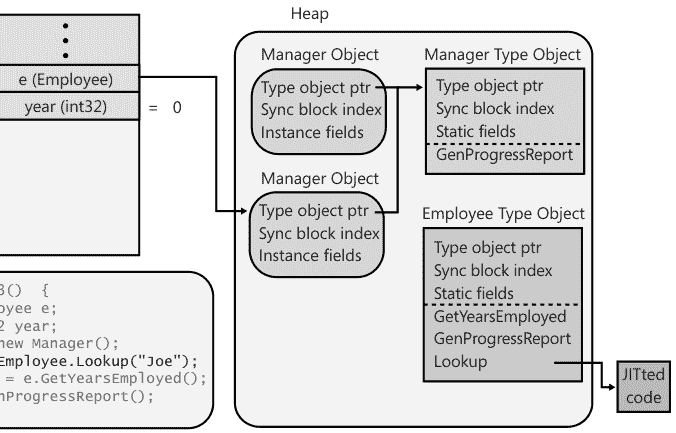 Heap
e (Employee)
year (int32)
= 0
Manager Object
Type object ptr
Sync block index
Instance fields
Manager Object
Type object ptr
Sync block index
Instance fields
Manager Type Object
Type object ptr
Sync block index
Static fields
GenProgressReport
Employee Type Object
Type object ptr
Sync block index
Static fields
GetYearsEmployed
GenProgressReport
Lookup
JITted
code
3() {
oyee e;
2 year;
new Manager();
Employee.Lookup("Joe");
= e.GetYearsEmployed();
nProgressReport();